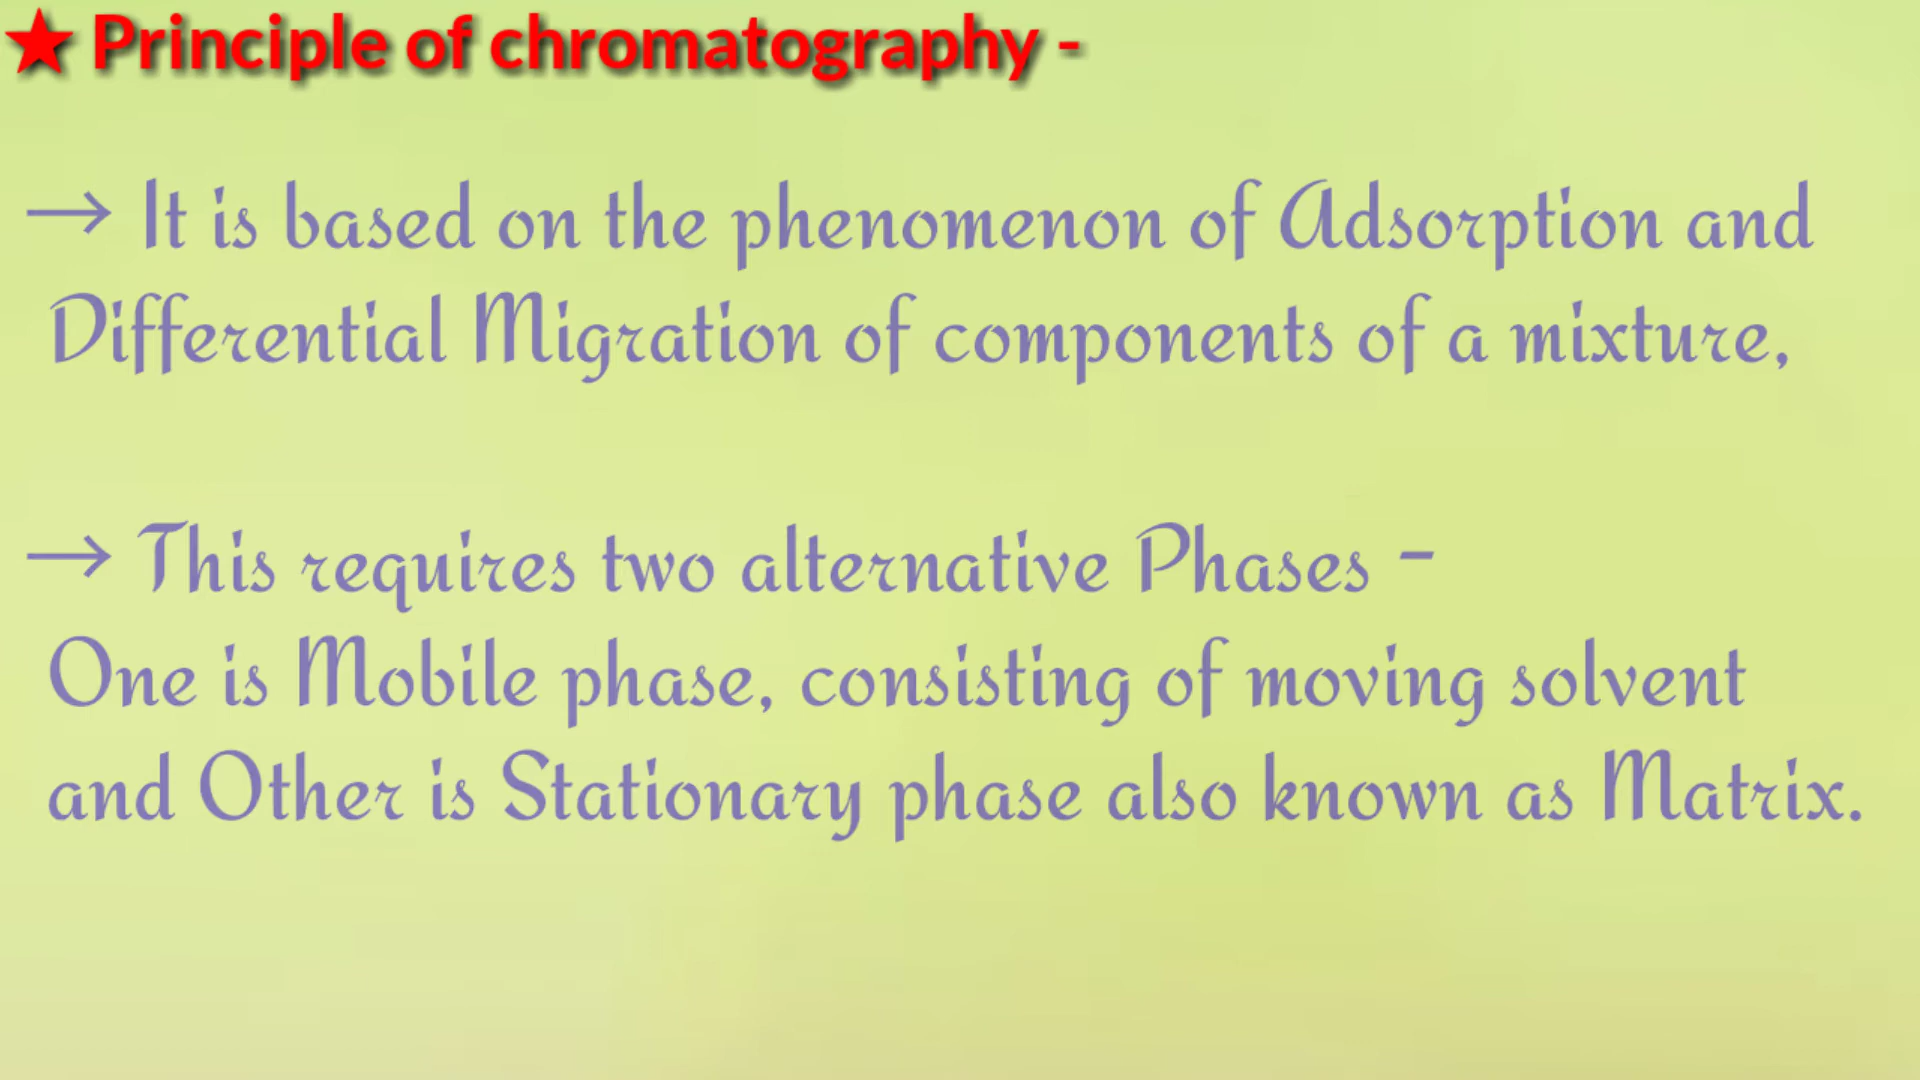 ★ Principle of chromatography -
→ It is based on the phenomenon of Adsorption and
Differential Migration of components of a mixture,
→ This requires two alternative Phases -
One is Mobile phase, consisting of moving solvent
and Other is Stationary phase also known as Matrix.